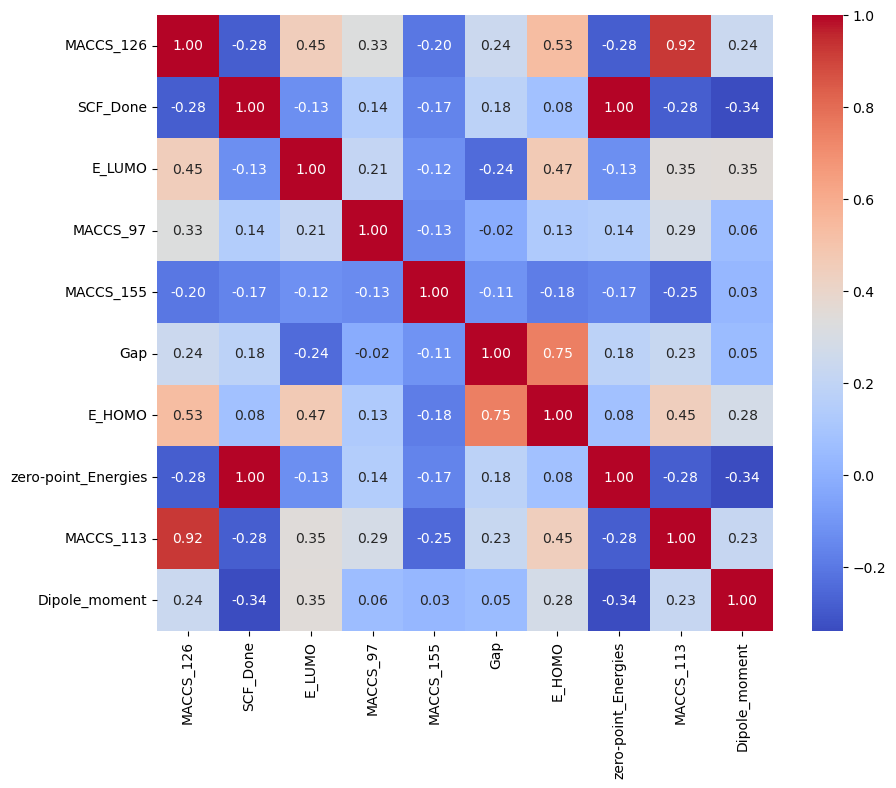 MACCS_126 1.00 -0.28 0.45 0.33 -0.20 0.24 0.53 -0.28 0.92 0.24
SCF_Done -0.28 1.00 -0.13 0.14 -0.17 0.18 0.08 1.00 -0.28 -0.34
E_LUMO 0.45 -0.13 1.00 0.21 -0.12 -0.24 0.47 -0.13 0.35 0.35
MACCS_97 0.33 0.14 0.21 1.00 -0.13 -0.02 0.13 0.14 0.29 0.06
MACCS_155 -0.20 -0.17 -0.12 -0.13 1.00 -0.11 -0.18 -0.17 -0.25 0.03
Gap 0.24 0.18 -0.24 -0.02 -0.11 1.00 0.75 0.18 0.23 0.05
E_HOMO 0.53 0.08 0.47 0.13 -0.18 0.75 1.00 0.08 0.45 0.28
zero-point_Energies -0.28 1.00 -0.13 0.14 -0.17 0.18 0.08 1.00 -0.28 -0.34
MACCS_113 0.92 -0.28 0.35 0.29 -0.25 0.23 0.45 -0.28 1.00 0.23
Dipole_moment 0.24 -0.34 0.35 0.06 0.03 0.05 0.28 -0.34 0.23 1.00
MACCS_126
SCF_Done
E_LUMO
MACCS_97
MACCS_155
Gap
E_HOMO
zero-point_Energies
MACCS_113
Dipole_moment
1.0
0.8
0.6
0.4
0.2
0.0
−0.2